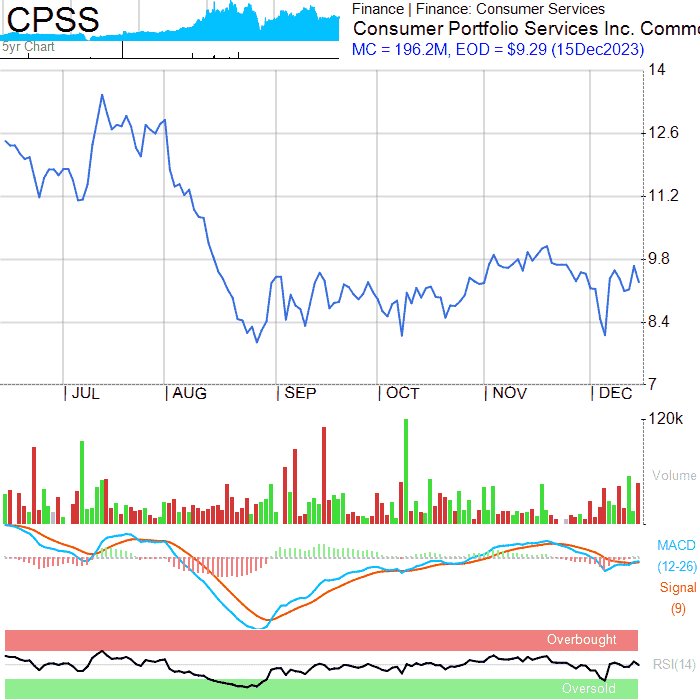 CPSS
5yr Chart
Finance | Finance: Consumer Services
Consumer Portfolio Services Inc. Commo
MC = 196.2M, EOD = $9.29 (15Dec2023)
14
12.6
11.2
9.8
8.4
7
JUL
AUG
SEP
OCT
NOV
DEC
120k
Volume
MACD
(12-26)
Signal
(9)
Overbought
RSI(14)
Oversold